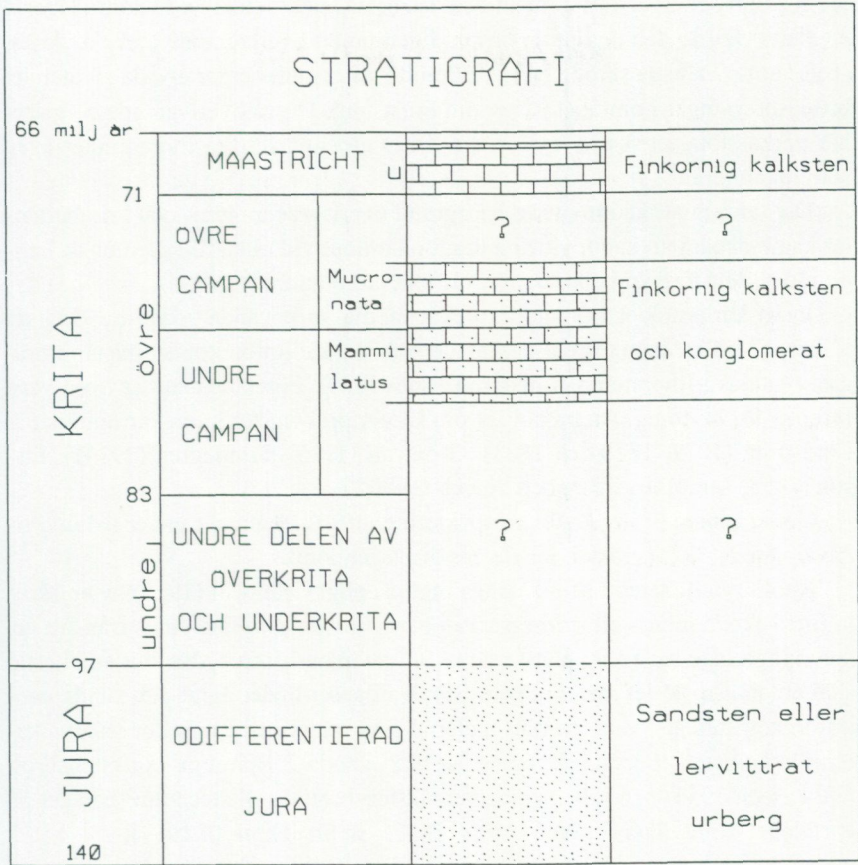 STRATIGRAFI
66 milj år
MAASTRICHT
u
Finkornig kalksten
71
ÖVRE
CAMPAN
?
?
Mucro-
nata
Finkornig kalksten
och konglomerat
KRITA
övre
UNDRE
CAMPAN
Mammi-
latus
83
undre
UNDRE DELEN AV
ÖVERKRITA
OCH UNDERKRITA
?
?
97
JURA
ODIFFERENTIERAD
JURA
Sandsten eller
lervittrat
urberg
140